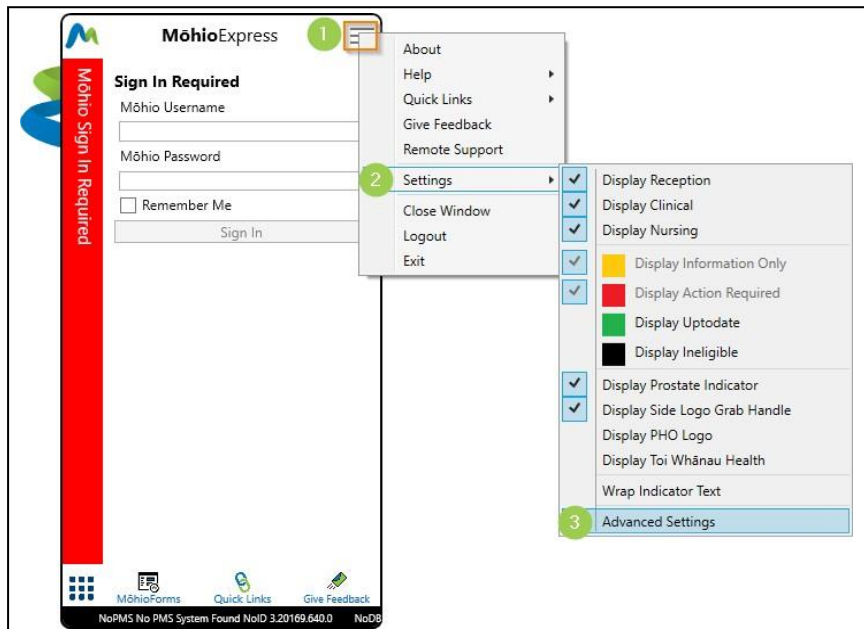 MōhioExpress
1
Mōhio Sign In Required
Sign In Required
Mōhio Username
Mōhio Password
Remember Me
Sign In
About
Help
Quick Links
Give Feedback
Remote Support
2
Settings
Close Window
Logout
Exit
Display Reception
Display Clinical
Display Nursing
Display Information Only
Display Action Required
Display Uptodate
Display Ineligible
Display Prostate Indicator
Display Side Logo Grab Handle
Display PHO Logo
Display Toi Whānau Health
Wrap Indicator Text
3
Advanced Settings
MōhioForms
Quick Links
Give Feedback
NoPMS No PMS System Found NoID 3.20169.640.0 NoDB